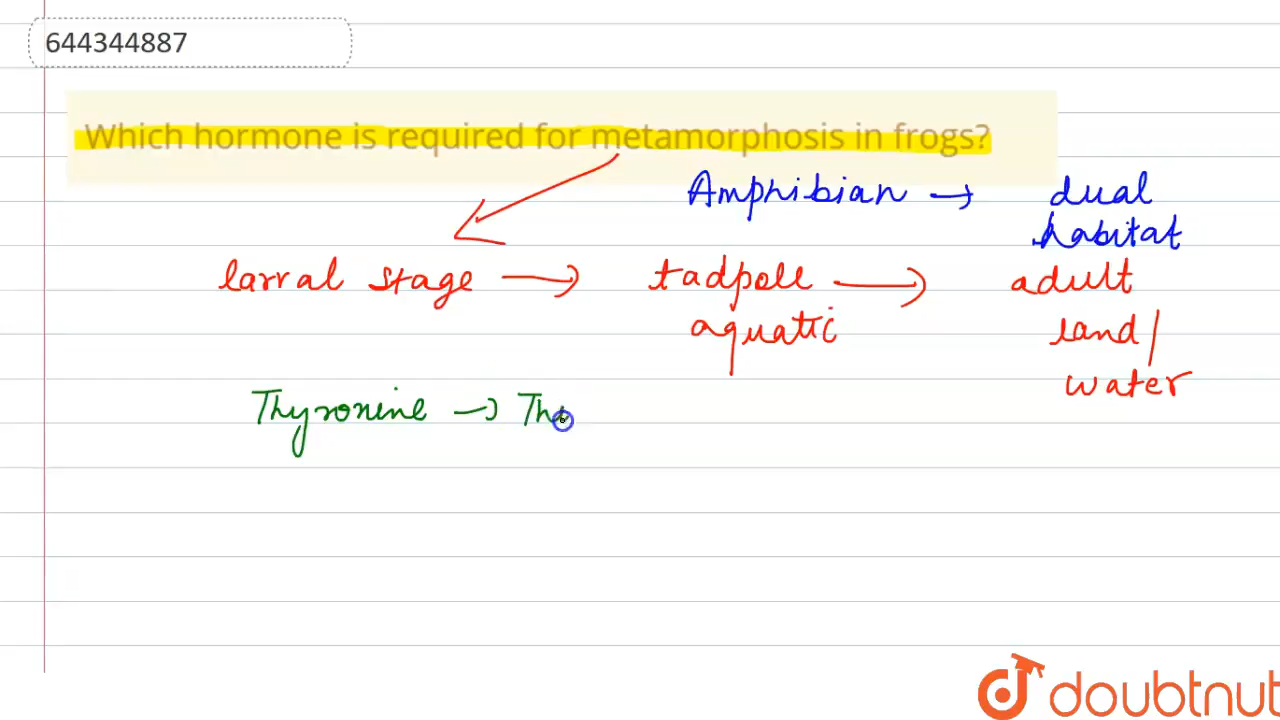 644344887
Which hormone is required for metamorphosis in frogs?
Amphibian → dual
habitat
larval stage → tadpole → adult
aquatic land/
water
Thyronine → Th
doubtnut